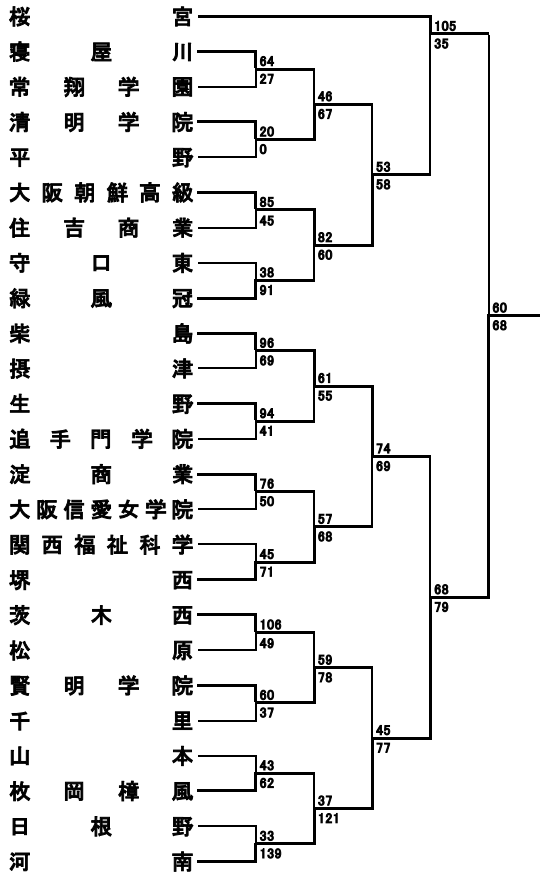 桜宮
105
35
寝屋川
64
27
常翔学園
46
67
清明学院
20
0
平野
53
58
大阪朝鮮高級
85
45
住吉商業
82
60
守口東
38
91
緑風冠
60
68
柴島
96
69
摂津
61
55
生野
94
41
追手門学院
74
69
淀商業
76
50
大阪信愛女学院
57
68
関西福祉科学
45
71
堺西
68
79
茨木西
106
49
松原
59
78
賢明学院
60
37
千里
45
77
山本
43
62
枚岡樟風
37
121
日根野
33
139
河南